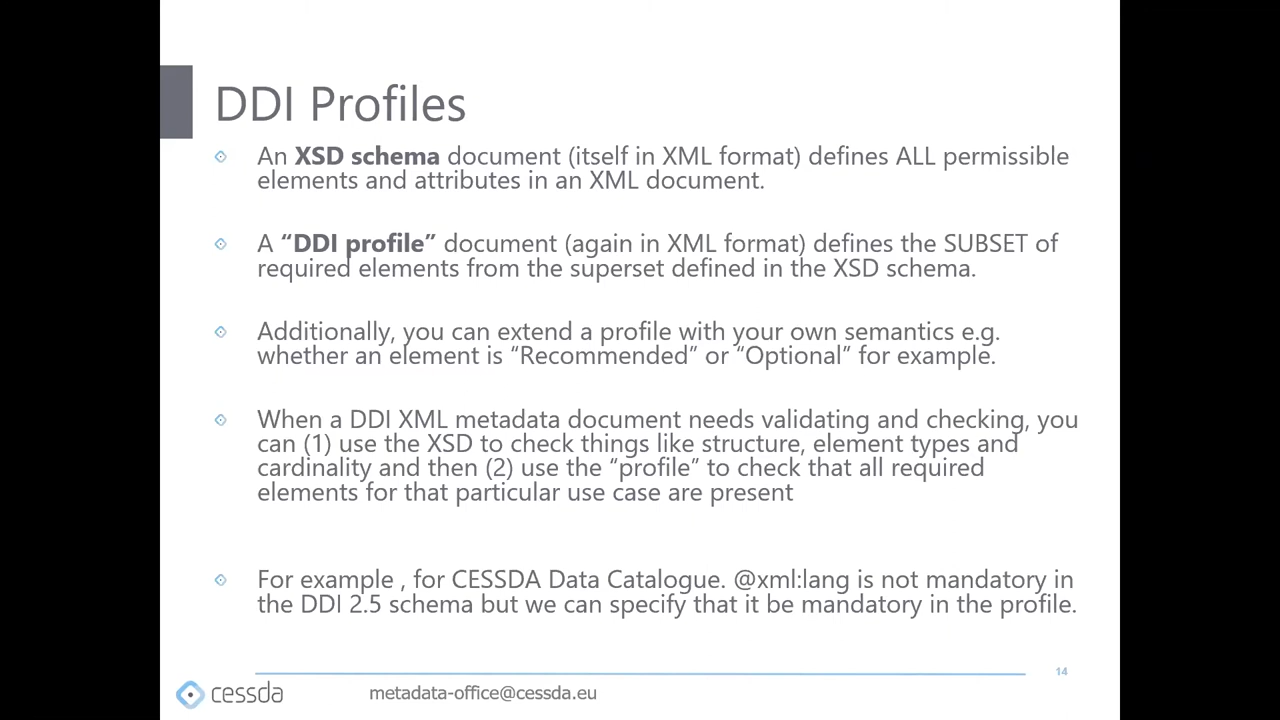 DDI Profiles
An XSD schema document (itself in XML format) defines ALL permissible
elements and attributes in an XML document.
A “DDI profile” document (again in XML format) defines the SUBSET of
required elements from the superset defined in the XSD schema.
Additionally, you can extend a profile with your own semantics e.g.
whether an element is “Recommended” or “Optional” for example.
When a DDI XML metadata document needs validating and checking, you
can (1) use the XSD to check things like structure, element types and
cardinality and then (2) use the “profile” to check that all required
elements for that particular use case are present
For example , for CESSDA Data Catalogue. @xml:lang is not mandatory in
the DDI 2.5 schema but we can specify that it be mandatory in the profile.
14
cessda
metadata-office@cessda.eu